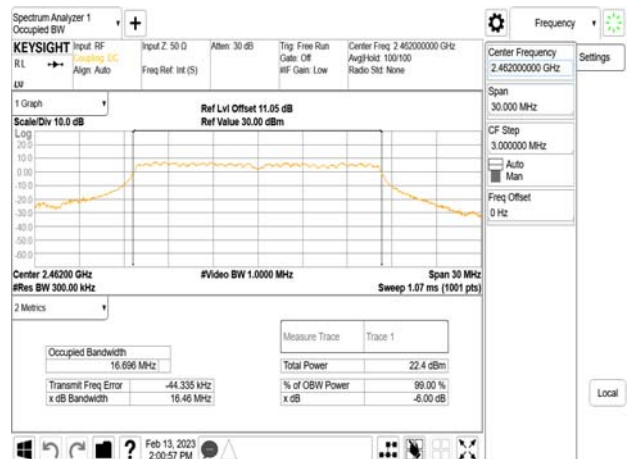 Spectrum Analyzer 1
Occupied BW
+
Frequency
KEYSIGHT Input: RF Input Z: 50 Ω Atten: 30 dB Trig: Free Run Center Freq: 2.462000000 GHz
RL Coupling: DC Gate: Off Avg|Hold: 100/100
Align: Auto Freq Ref: Int (S) #IF Gain: Low Radio Std: None
Center Frequency
2.462000000 GHz
Settings
Span
30.000 MHz
CF Step
3.000000 MHz
Auto
Man
Freq Offset
0 Hz
Local
1 Graph
Ref Lvl Offset 11.05 dB
Scale/Div 10.0 dB Ref Value 30.00 dBm
Log
20.0
10.0
0.00
-10.0
-20.0
-30.0
-40.0
-50.0
-60.0
Center 2.46200 GHz #Video BW 1.0000 MHz Span 30 MHz
#Res BW 300.00 kHz Sweep 1.07 ms (1001 pts)
2 Metrics
Measure Trace Trace 1
Occupied Bandwidth
16.696 MHz Total Power 22.4 dBm
Transmit Freq Error -44.335 kHz % of OBW Power 99.00 %
x dB Bandwidth 16.46 MHz x dB -6.00 dB
? Feb 13, 2023
2:00:57 PM